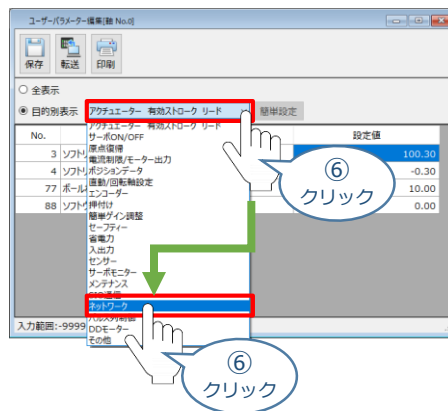 ユーザーパラメーター編集[軸 No.0]
保存 転送 印刷
全表示
目的別表示 アクチュエーター 有効ストローク リード 簡単設定
No. 設定値
アクチュエーター 有効ストローク リード
サーボON/OFF
原点復帰
電流制限/モーター出力
ポジションデータ
直動/回転軸設定
エンコーダー
押付け
簡単ゲイン調整
セーフティー
省電力
入出力
センサー
サーボモニター
メンテナンス
ネットワーク
パルス列制御
DDモーター
その他
3 ソフトリ 100.30
4 ソフトリ -0.30
77 ボール 10.00
88 ソフト 0.00
入力範囲:-9999
⑥
クリック
⑥
クリック